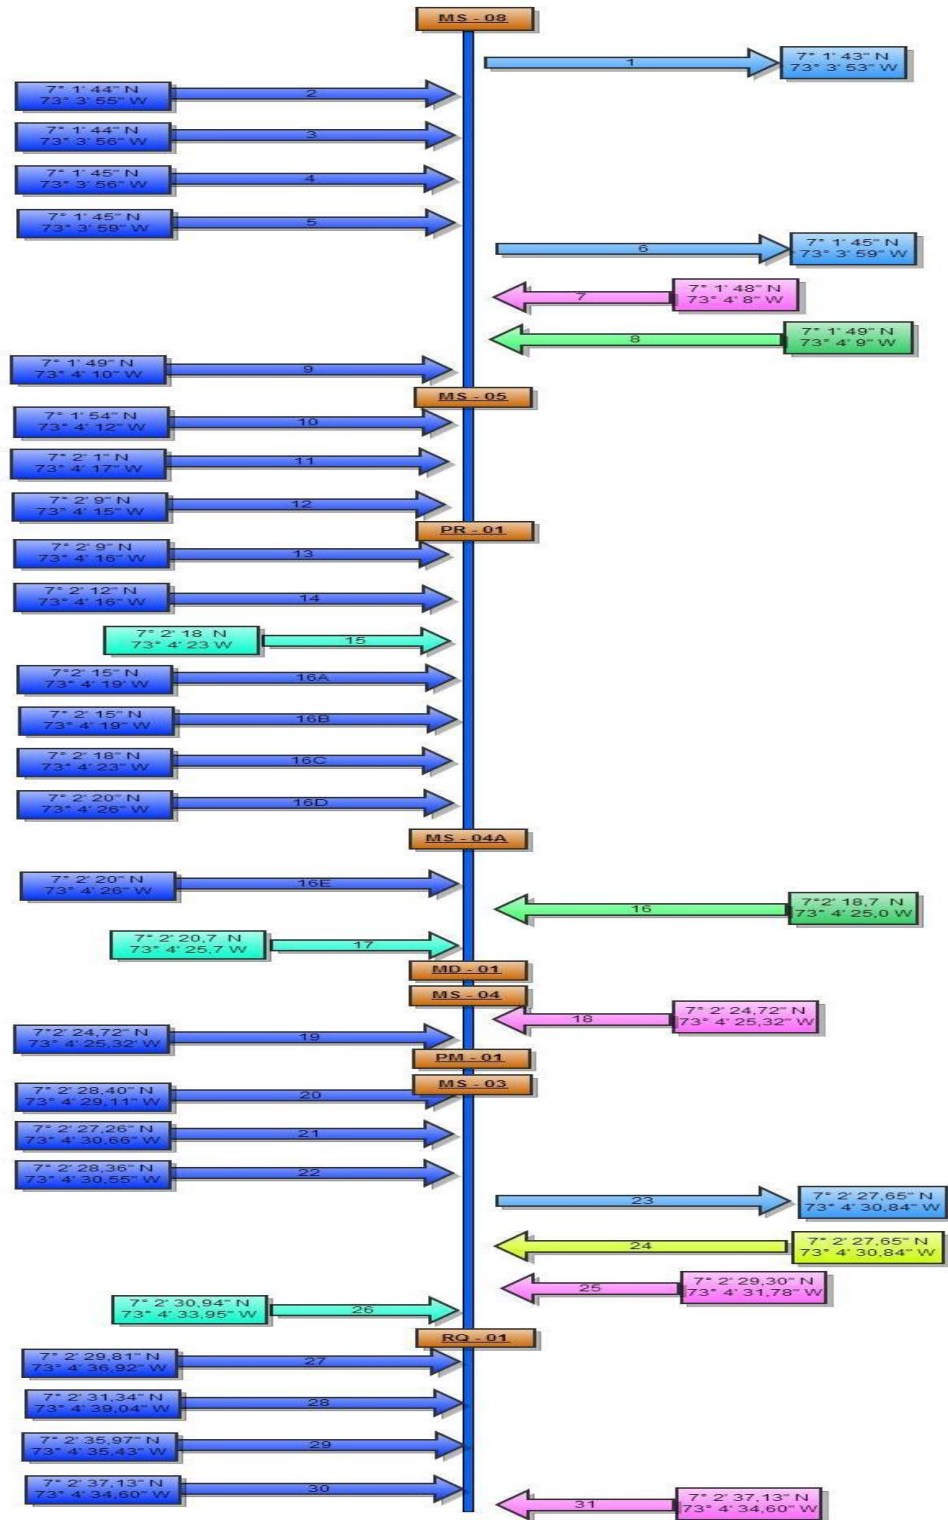 MS - 08
1
7° 1' 43" N
73° 3' 53" W
7° 1' 44" N
73° 3' 55" W
2
7° 1' 44" N
73° 3' 56" W
3
7° 1' 45" N
73° 3' 56" W
4
7° 1' 45" N
73° 3' 59" W
5
6
7° 1' 45" N
73° 3' 59" W
7
7° 1' 48" N
73° 4' 8" W
8
7° 1' 49" N
73° 4' 9" W
7° 1' 49" N
73° 4' 10" W
9
MS - 05
7° 1' 54" N
73° 4' 12" W
10
7° 2' 1" N
73° 4' 17" W
11
7° 2' 9" N
73° 4' 15" W
12
PR - 01
7° 2' 9" N
73° 4' 16" W
13
7° 2' 12" N
73° 4' 16" W
14
7° 2' 18 N
73° 4' 23 W
15
7°2' 15" N
73° 4' 19' W
16A
7° 2' 15" N
73° 4' 19" W
16B
7° 2' 18" N
73° 4' 23" W
16C
7° 2' 20" N
73° 4' 26" W
16D
MS - 04A
7° 2' 20" N
73° 4' 26" W
16E
16
7°2' 18,7 N
73° 4' 25,0 W
7° 2' 20,7 N
73° 4' 25,7 W
17
MD - 01
MS - 04
18
7° 2' 24,72" N
73° 4' 25,32" W
7°2' 24,72" N
73° 4' 25,32' W
19
PM - 01
MS - 03
7° 2' 28,40" N
73° 4' 29,11" W
20
7° 2' 27,26" N
73° 4' 30,66" W
21
7° 2' 28,36" N
73° 4' 30,55" W
22
23
7° 2' 27,65" N
73° 4' 30,84" W
24
7° 2' 27,65" N
73° 4' 30,84" W
25
7° 2' 29,30" N
73° 4' 31,78" W
7° 2' 30,94" N
73° 4' 33,95" W
26
RQ - 01
7° 2' 29,81" N
73° 4' 36,92" W
27
7° 2' 31,34" N
73° 4' 39,04" W
28
7° 2' 35,97" N
73° 4' 35,43" W
29
7° 2' 37,13" N
73° 4' 34,60" W
30
31
7° 2' 37,13" N
73° 4' 34,60" W